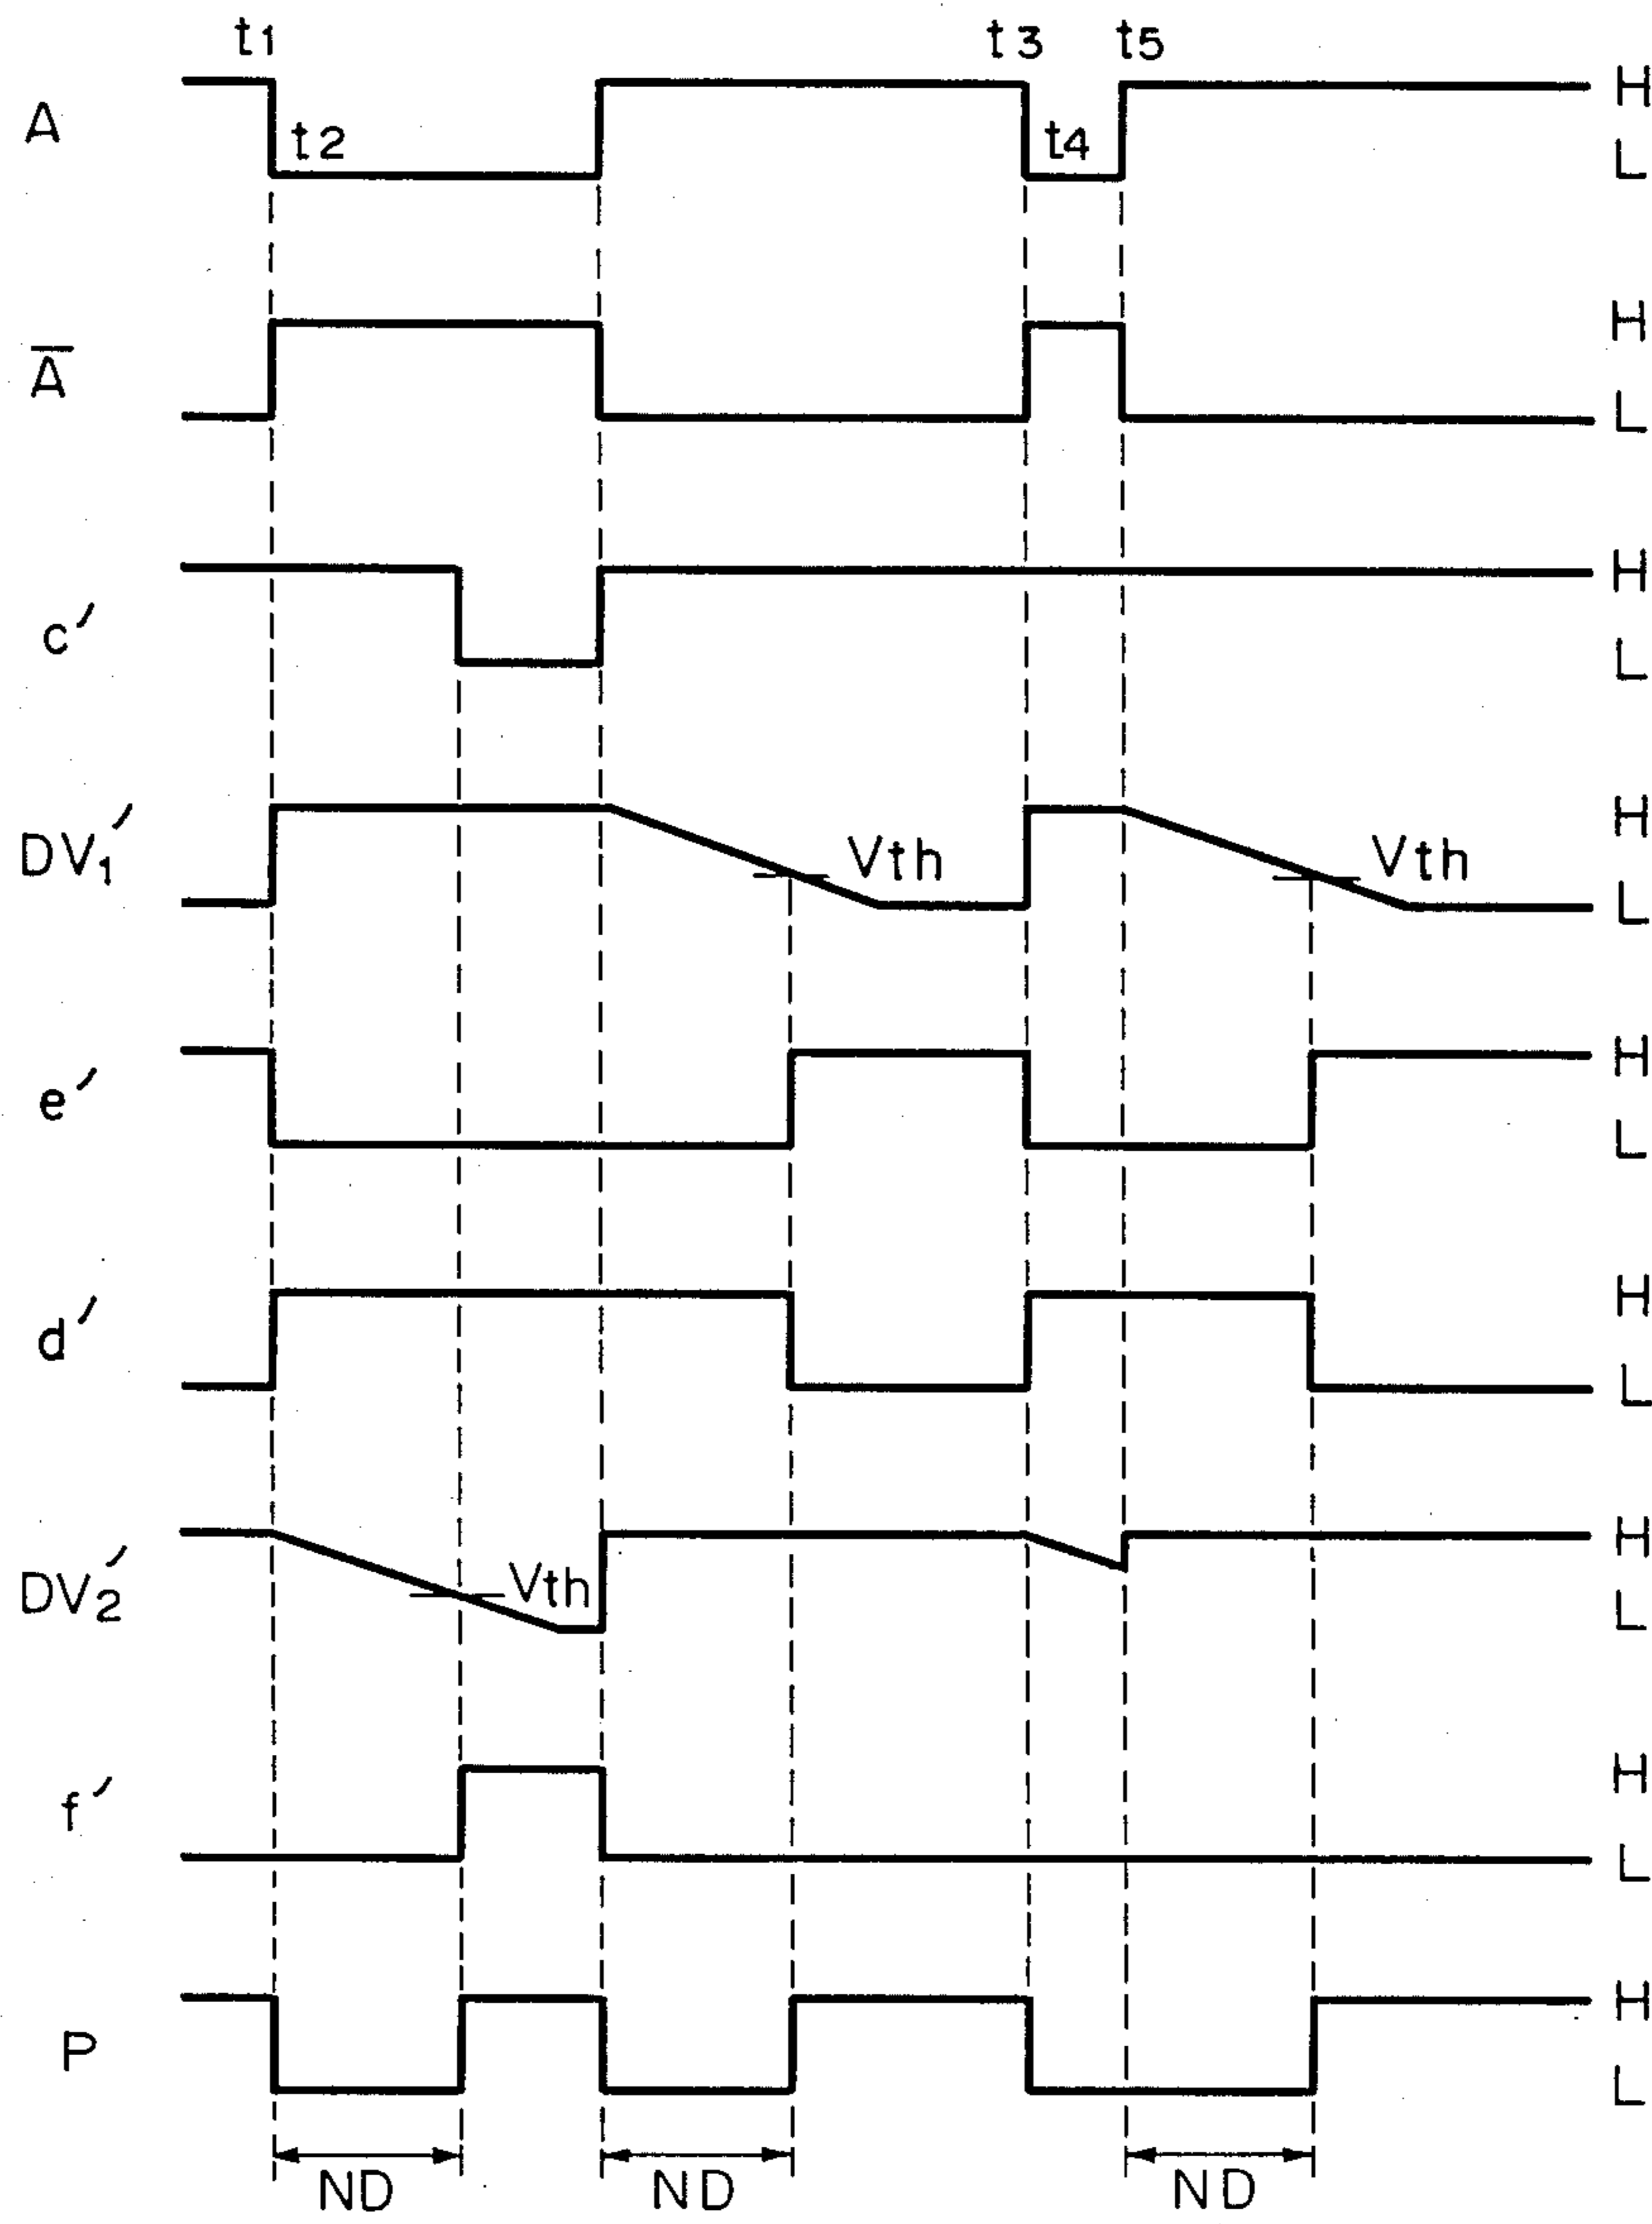 t1 t3 t5
A t2 t4 H
L
A̅ H
L
c′ H
L
DV₁′ Vth Vth H
L
e′ H
L
d′ H
L
DV₂′ Vth H
L
f′ H
L
P H
L
ND ND ND